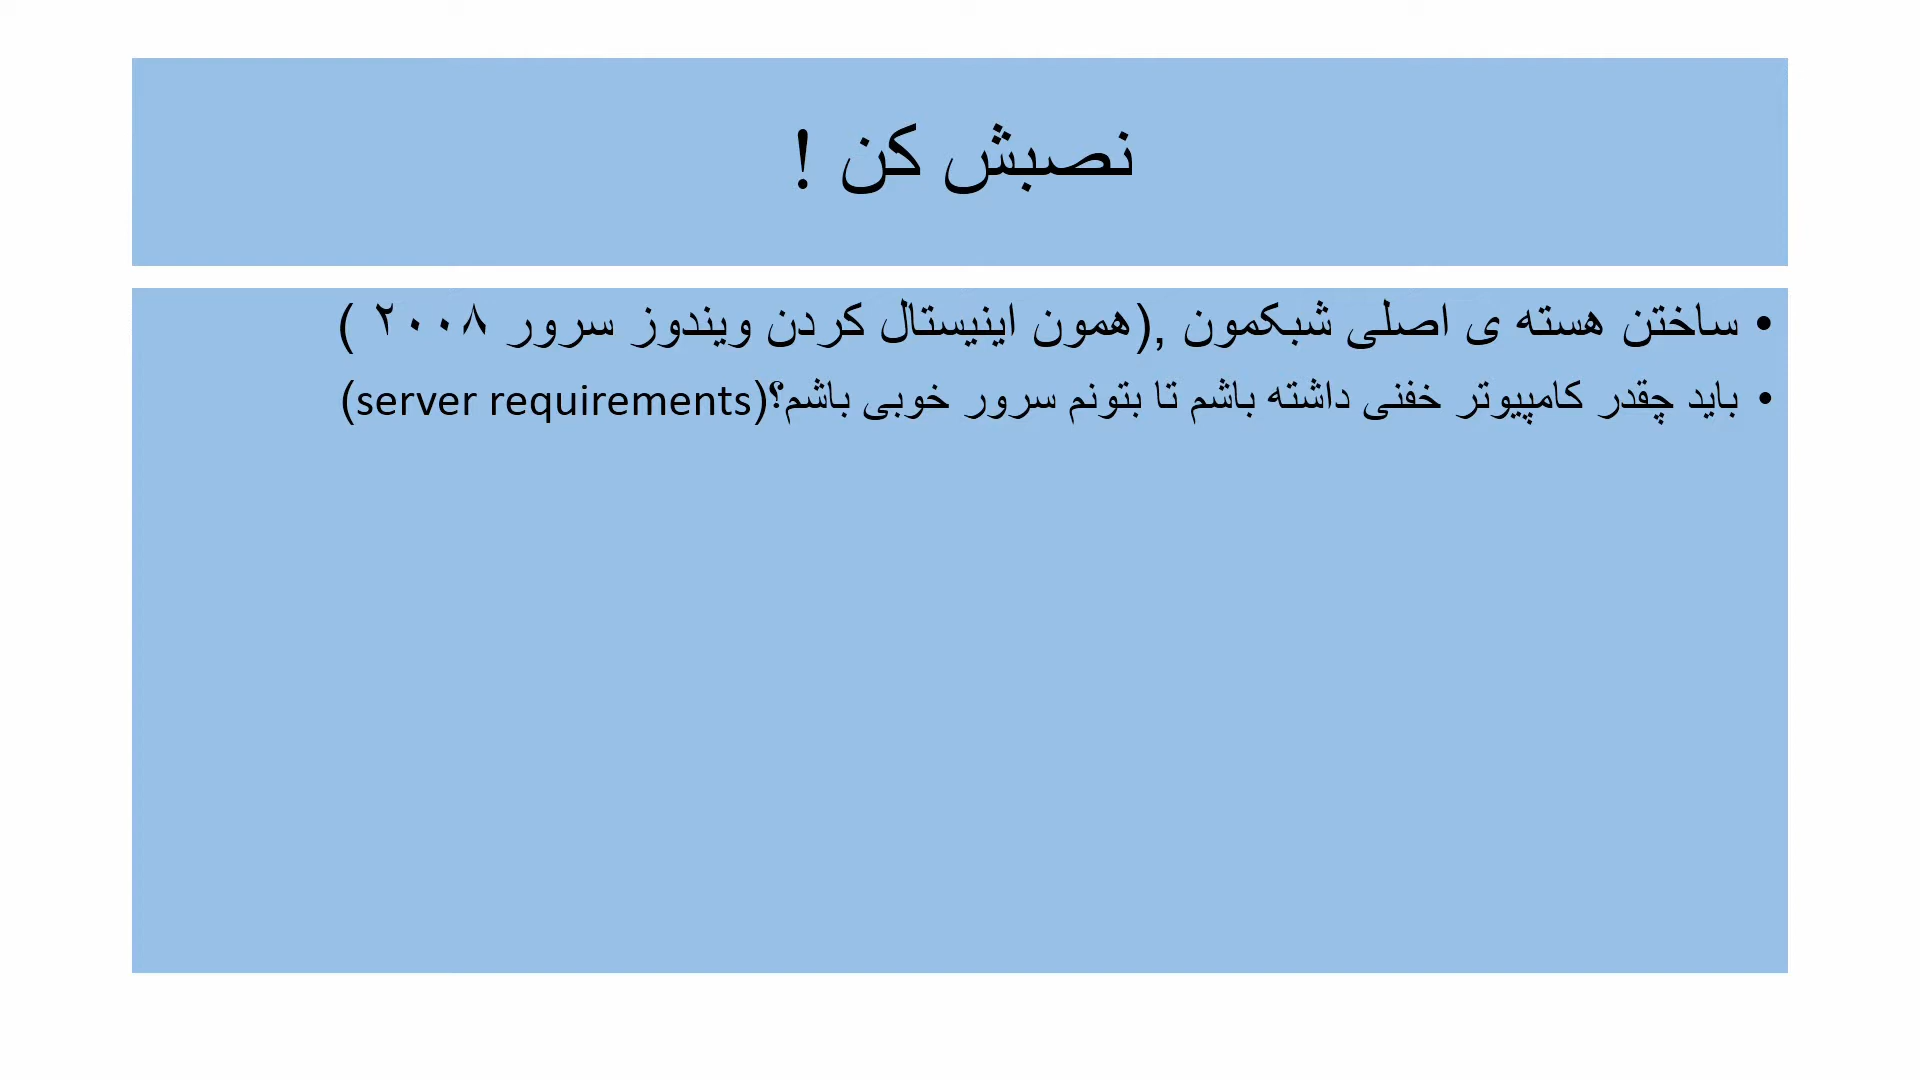 نصبش کن !
• ساختن هسته ی اصلی شبکمون ,(همون اینیستال کردن ویندوز سرور ۲۰۰۸ )
• باید چقدر کامپیوتر خفنی داشته باشم تا بتونم سرور خوبی باشم؟(server requirements)